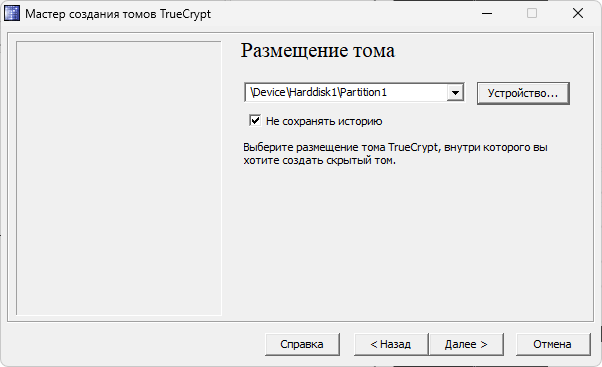 Мастер создания томов TrueCrypt
Размещение тома
\Device\Harddisk1\Partition1
Устройство...
Не сохранять историю
Выберите размещение тома TrueCrypt, внутри которого вы
хотите создать скрытый том.
Справка
< Назад
Далее >
Отмена